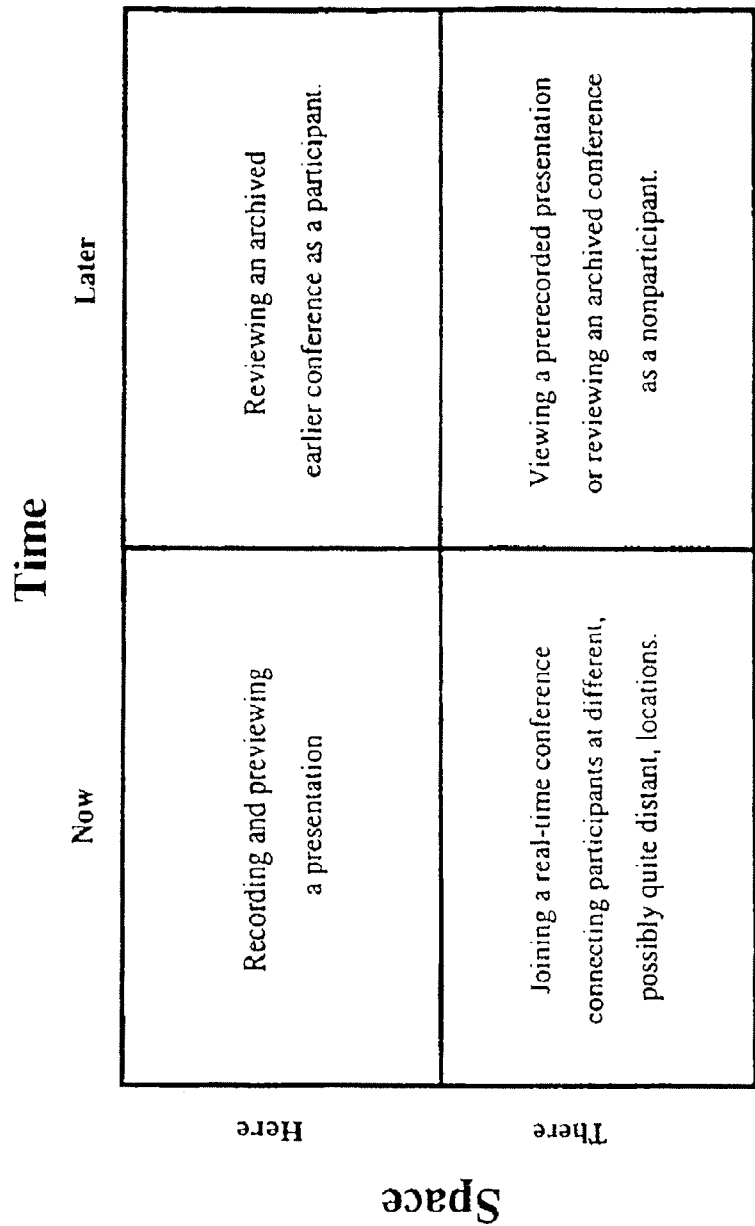 Time
Now
Later
Space
Here
Recording and previewing
a presentation
Reviewing an archived
earlier conference as a participant.
There
Joining a real-time conference
connecting participants at different,
possibly quite distant, locations.
Viewing a prerecorded presentation
or reviewing an archived conference
as a nonparticipant.